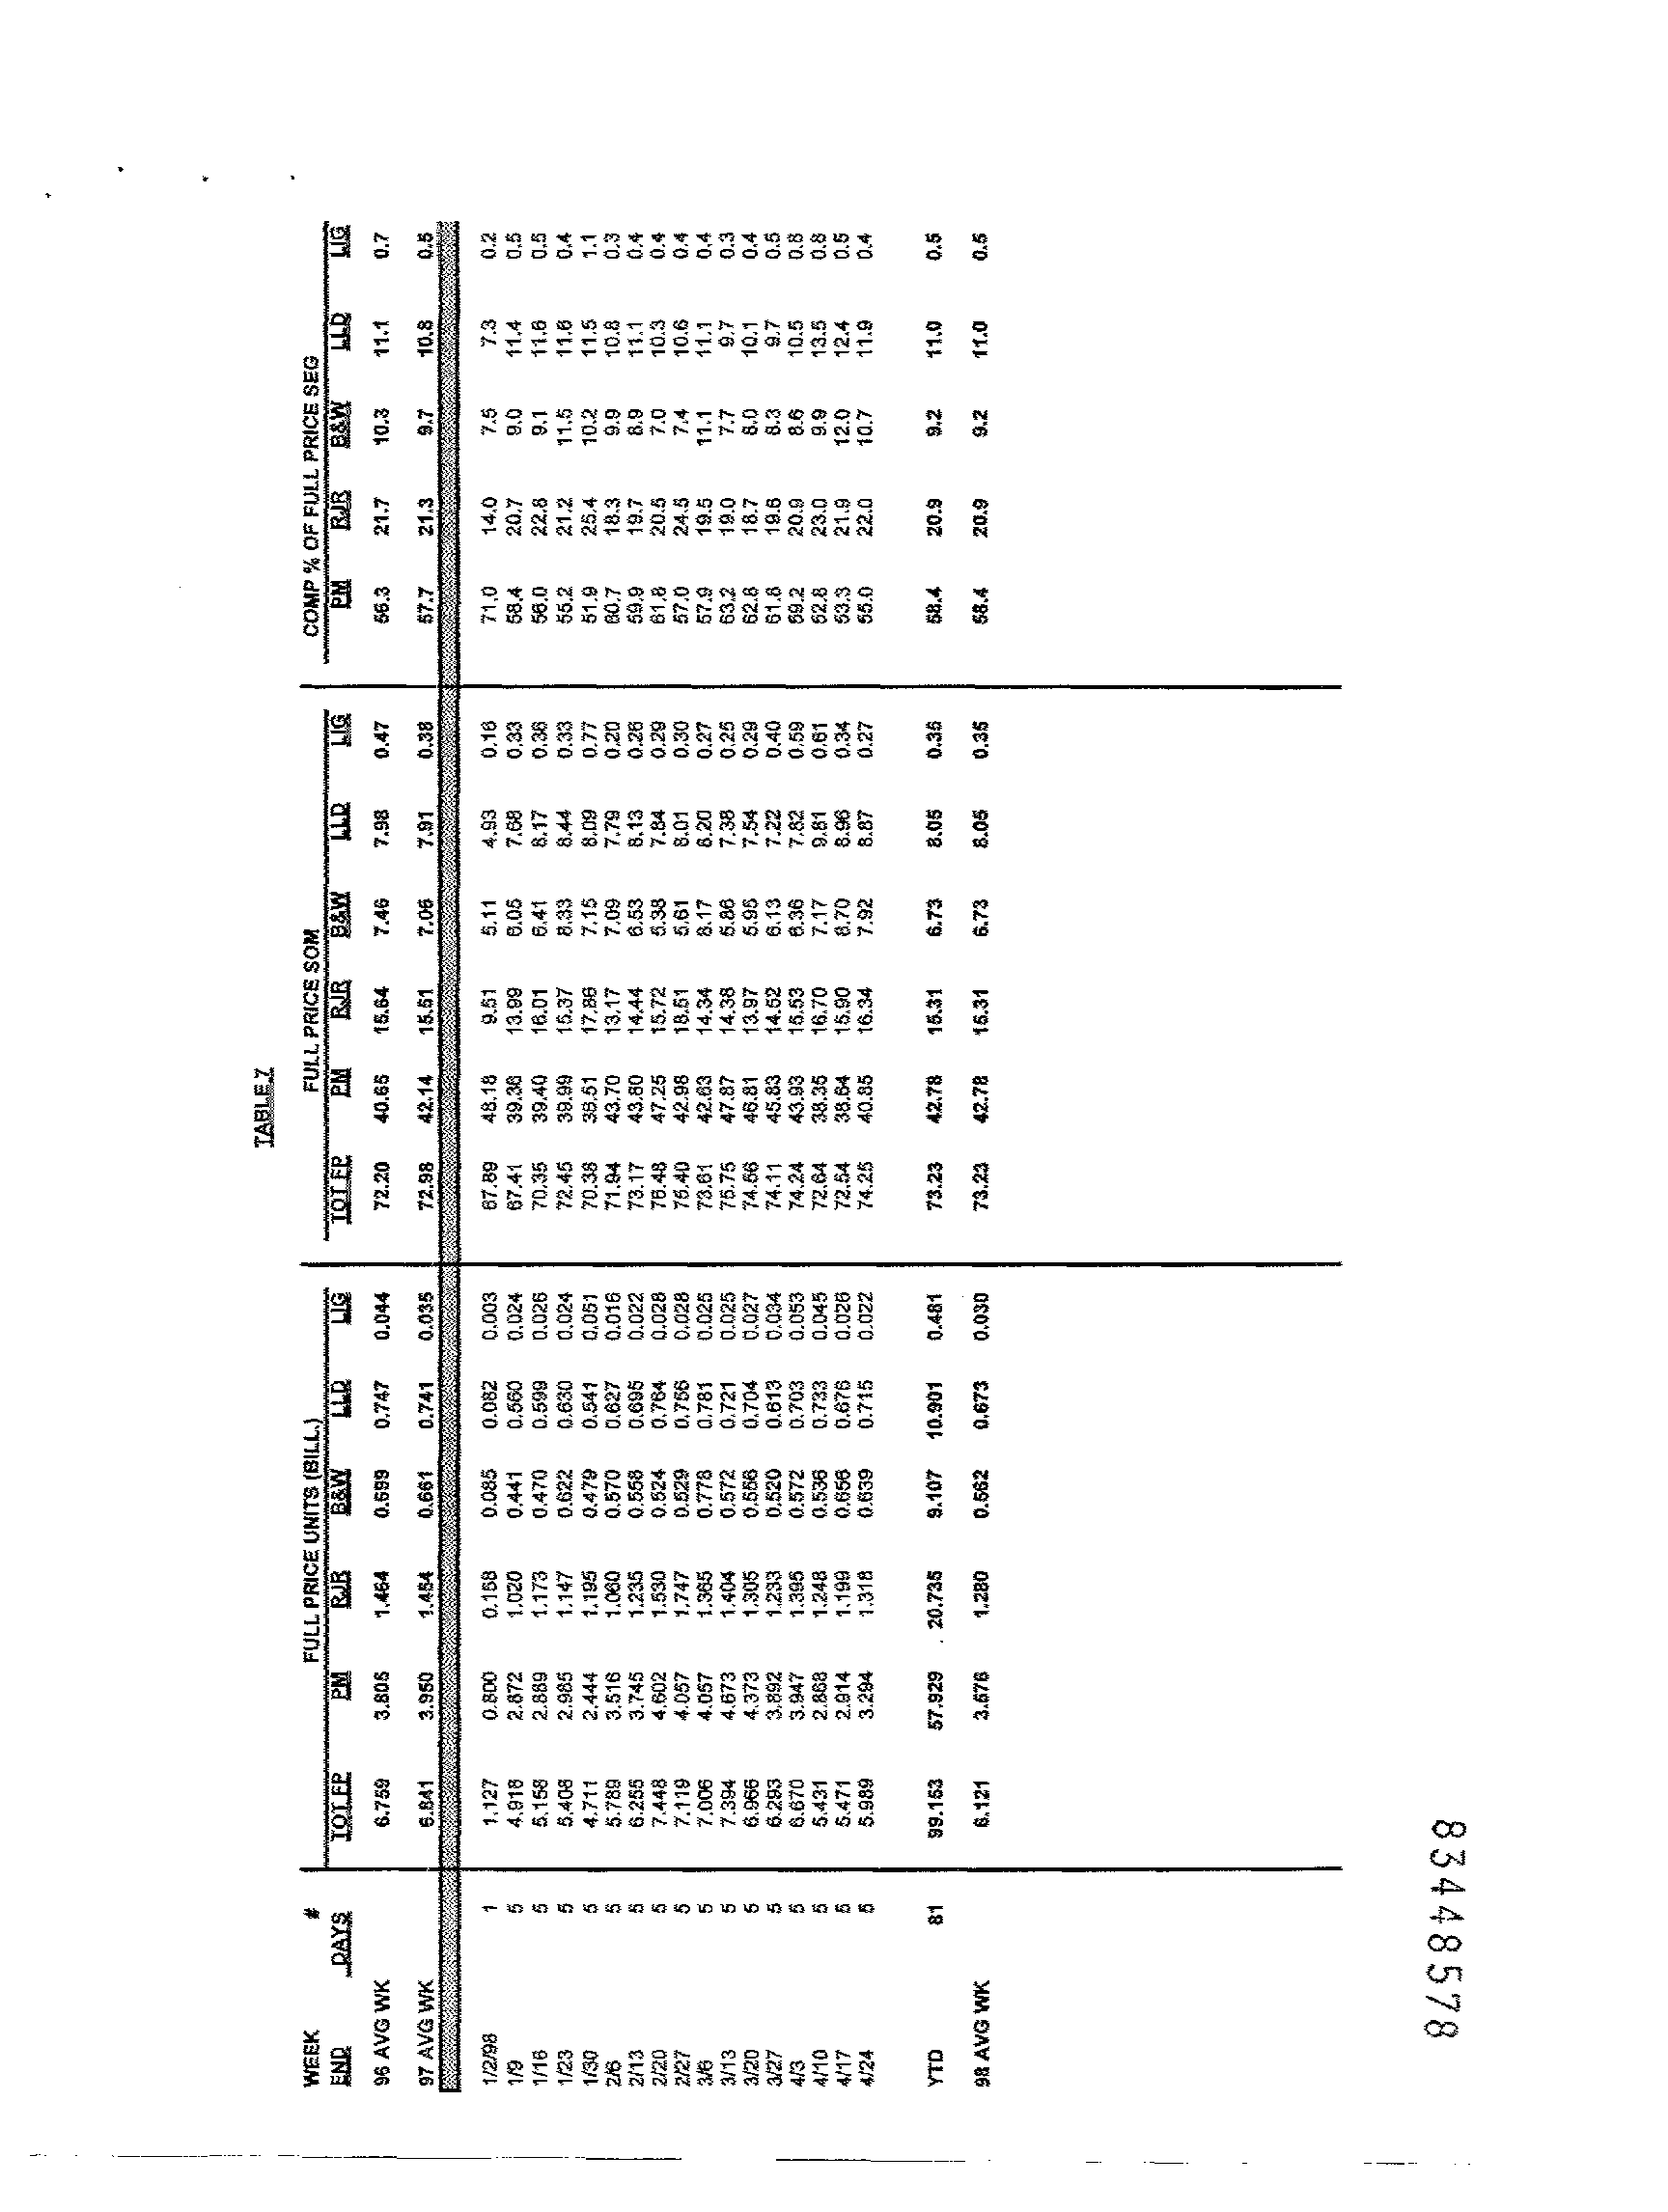 TABLE 7
FULL PRICE UNITS (BILL.) FULL PRICE SOM COMP % OF FULL PRICE SEG
WEEK #
END DAYS TOT FP PM RJR B&W LLD LIG TOT FP PM RJR B&W LLD LIG PM RJR B&W LLD LIG
96 AVG WK 6.759 3.805 1.464 0.699 0.747 0.044 72.20 40.65 15.64 7.46 7.98 0.47 56.3 21.7 10.3 11.1 0.7
97 AVG WK 6.841 3.950 1.454 0.661 0.741 0.035 72.98 42.14 15.51 7.06 7.91 0.38 57.7 21.3 9.7 10.8 0.5
1/2/98 1 1.127 0.800 0.158 0.085 0.082 0.003 67.89 48.18 9.51 5.11 4.93 0.16 71.0 14.0 7.5 7.3 0.2
1/9 5 4.918 2.872 1.020 0.441 0.560 0.024 67.41 39.36 13.99 6.05 7.68 0.33 58.4 20.7 9.0 11.4 0.5
1/16 5 5.158 2.889 1.173 0.470 0.599 0.026 70.35 39.40 16.01 6.41 8.17 0.36 56.0 22.8 9.1 11.6 0.5
1/23 5 5.408 2.985 1.147 0.622 0.630 0.024 72.45 39.99 15.37 8.33 8.44 0.33 55.2 21.2 11.5 11.6 0.4
1/30 5 4.711 2.444 1.195 0.479 0.541 0.051 70.38 36.51 17.86 7.15 8.09 0.77 51.9 25.4 10.2 11.5 1.1
2/6 5 5.789 3.516 1.060 0.570 0.627 0.016 71.94 43.70 13.17 7.09 7.79 0.20 60.7 18.3 9.9 10.8 0.3
2/13 5 6.255 3.745 1.235 0.558 0.695 0.022 73.17 43.80 14.44 6.53 8.13 0.26 59.9 19.7 8.9 11.1 0.4
2/20 5 7.448 4.602 1.530 0.524 0.764 0.028 76.48 47.25 15.72 5.38 7.84 0.29 61.8 20.5 7.0 10.3 0.4
2/27 5 7.119 4.057 1.747 0.529 0.756 0.028 75.40 42.98 18.51 5.61 8.01 0.30 57.0 24.5 7.4 10.6 0.4
3/6 5 7.006 4.057 1.365 0.778 0.781 0.025 73.61 42.63 14.34 8.17 8.20 0.27 57.9 19.5 11.1 11.1 0.4
3/13 5 7.394 4.673 1.404 0.572 0.721 0.025 75.75 47.87 14.38 5.86 7.38 0.25 63.2 19.0 7.7 9.7 0.3
3/20 5 6.966 4.373 1.305 0.556 0.704 0.027 74.56 46.81 13.97 5.95 7.54 0.29 62.8 18.7 8.0 10.1 0.4
3/27 5 6.293 3.892 1.233 0.520 0.613 0.034 74.11 45.83 14.52 6.13 7.22 0.40 61.8 19.6 8.3 9.7 0.5
4/3 5 6.670 3.947 1.395 0.572 0.703 0.053 74.24 43.93 15.53 6.36 7.82 0.59 59.2 20.9 8.6 10.5 0.8
4/10 5 5.431 2.868 1.248 0.536 0.733 0.045 72.64 38.35 16.70 7.17 9.81 0.61 52.8 23.0 9.9 13.5 0.8
4/17 5 5.471 2.914 1.199 0.656 0.676 0.026 72.54 38.64 15.90 8.70 8.96 0.34 53.3 21.9 12.0 12.4 0.5
4/24 5 5.989 3.294 1.318 0.639 0.715 0.022 74.25 40.85 16.34 7.92 8.87 0.27 55.0 22.0 10.7 11.9 0.4
YTD 81 99.153 57.929 20.735 9.107 10.901 0.481 73.23 42.78 15.31 6.73 8.05 0.35 58.4 20.9 9.2 11.0 0.5
98 AVG WK 6.121 3.576 1.280 0.562 0.673 0.030 73.23 42.78 15.31 6.73 8.05 0.35 58.4 20.9 9.2 11.0 0.5
83448578